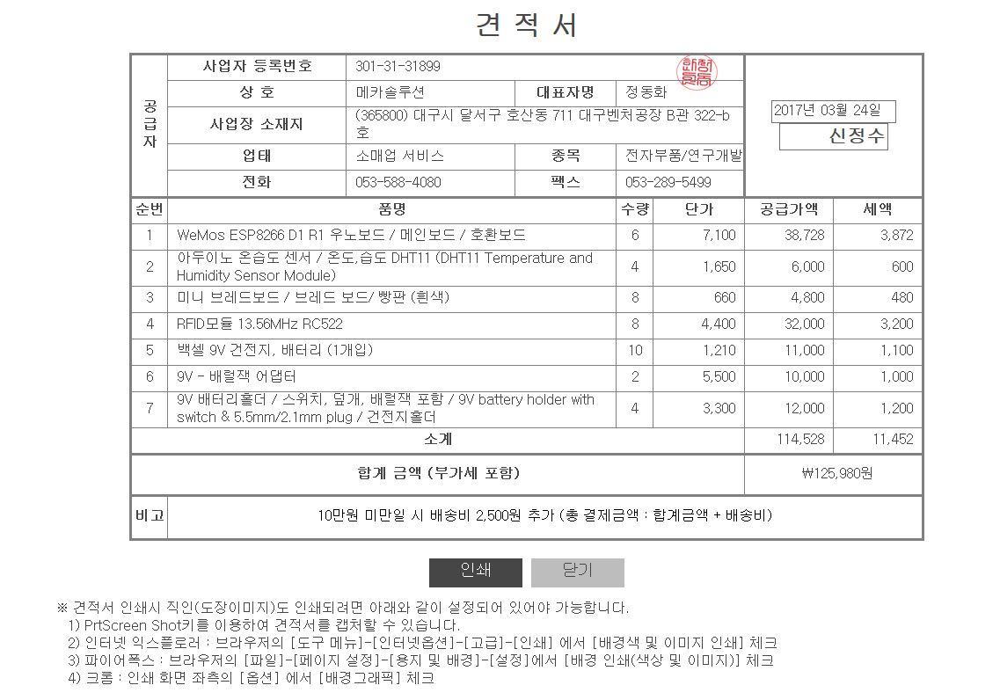 견 적 서
공급자
사업자 등록번호 301-31-31899
상 호 메카솔루션 대표자명 정동화
사업장 소재지 (365800) 대구시 달서구 호산동 711 대구벤처공장 B관 322-b
호
업태 소매업 서비스 종목 전자부품/연구개발
전화 053-588-4080 팩스 053-289-5499
2017년 03월 24일
신정수
순번 품명 수량 단가 공급가액 세액
1 WeMos ESP8266 D1 R1 우노보드 / 메인보드 / 호환보드 6 7,100 38,728 3,872
2 아두이노 온습도 센서 / 온도,습도 DHT11 (DHT11 Temperature and
Humidity Sensor Module) 4 1,650 6,000 600
3 미니 브레드보드 / 브레드 보드/ 빵판 (흰색) 8 660 4,800 480
4 RFID모듈 13.56MHz RC522 8 4,400 32,000 3,200
5 백셀 9V 건전지, 배터리 (1개입) 10 1,210 11,000 1,100
6 9V - 배럴잭 어댑터 2 5,500 10,000 1,000
7 9V 배터리홀더 / 스위치, 덮개, 배럴잭 포함 / 9V battery holder with
switch & 5.5mm/2.1mm plug / 건전지홀더 4 3,300 12,000 1,200
소계 114,528 11,452
합계 금액 (부가세 포함) ₩125,980원
비고 10만원 미만일 시 배송비 2,500원 추가 (총 결제금액 : 합계금액 + 배송비)
인쇄 닫기
※ 견적서 인쇄시 직인(도장이미지)도 인쇄되려면 아래와 같이 설정되어 있어야 가능합니다.
1) PrtScreen Shot키를 이용하여 견적서를 캡처할 수 있습니다.
2) 인터넷 익스플로러 : 브라우저의 [도구 메뉴]-[인터넷옵션]-[고급]-[인쇄] 에서 [배경색 및 이미지 인쇄] 체크
3) 파이어폭스 : 브라우저의 [파일]-[페이지 설정]-[용지 및 배경]-[설정]에서 [배경 인쇄(색상 및 이미지)] 체크
4) 크롬 : 인쇄 화면 좌측의 [옵션] 에서 [배경그래픽] 체크